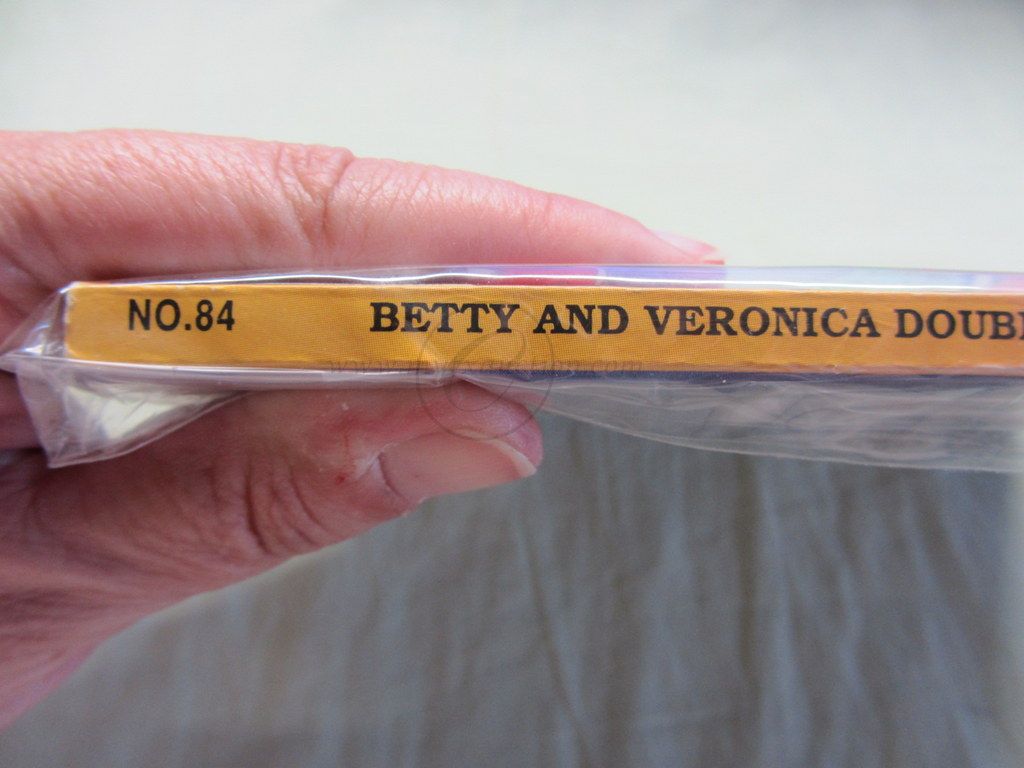 NO.84 BETTY AND VERONICA DOUB